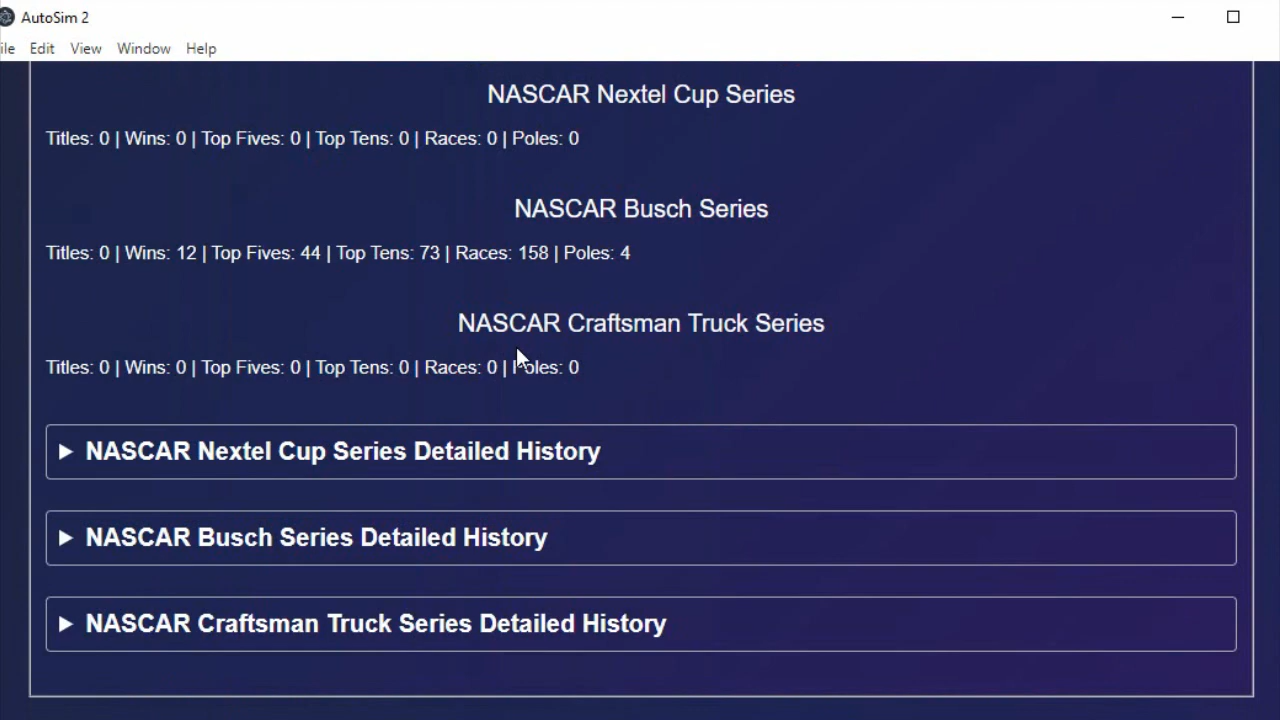 AutoSim 2
ile Edit View Window Help
NASCAR Nextel Cup Series
Titles: 0 | Wins: 0 | Top Fives: 0 | Top Tens: 0 | Races: 0 | Poles: 0
NASCAR Busch Series
Titles: 0 | Wins: 12 | Top Fives: 44 | Top Tens: 73 | Races: 158 | Poles: 4
NASCAR Craftsman Truck Series
Titles: 0 | Wins: 0 | Top Fives: 0 | Top Tens: 0 | Races: 0 | Poles: 0
NASCAR Nextel Cup Series Detailed History
NASCAR Busch Series Detailed History
NASCAR Craftsman Truck Series Detailed History